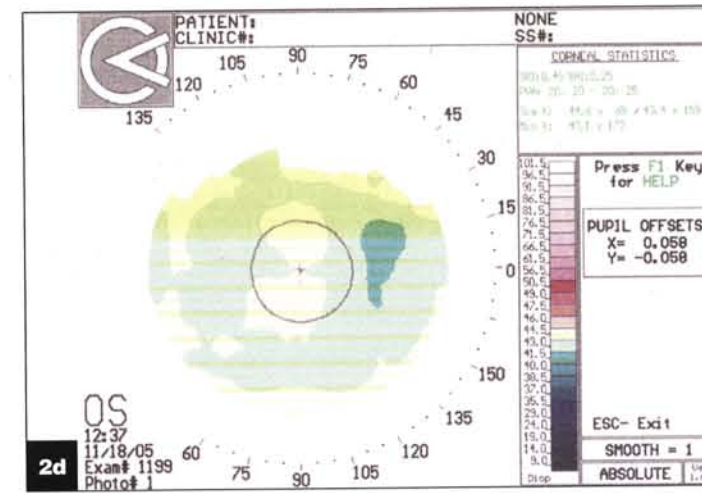 PATIENT:
CLINIC#:
NONE
SS#:
135
120
105
90
75
60
45
30
15
0
150
135
120
105
90
75
60
CORNEAL STATISTICS
Press F1 Key
for HELP
PUPIL OFFSETS
X= 0.058
Y= -0.058
101.5
96.5
91.5
86.5
81.5
76.5
71.5
66.5
61.5
56.5
50.5
49.0
47.5
46.0
44.5
43.0
41.5
40.0
38.5
37.0
35.5
29.0
24.0
19.0
14.0
9.0
Diop
ESC- Exit
SMOOTH = 1
ABSOLUTE
OS
12:37
11/18/05
Exam# 1199
Photo# 1
2d